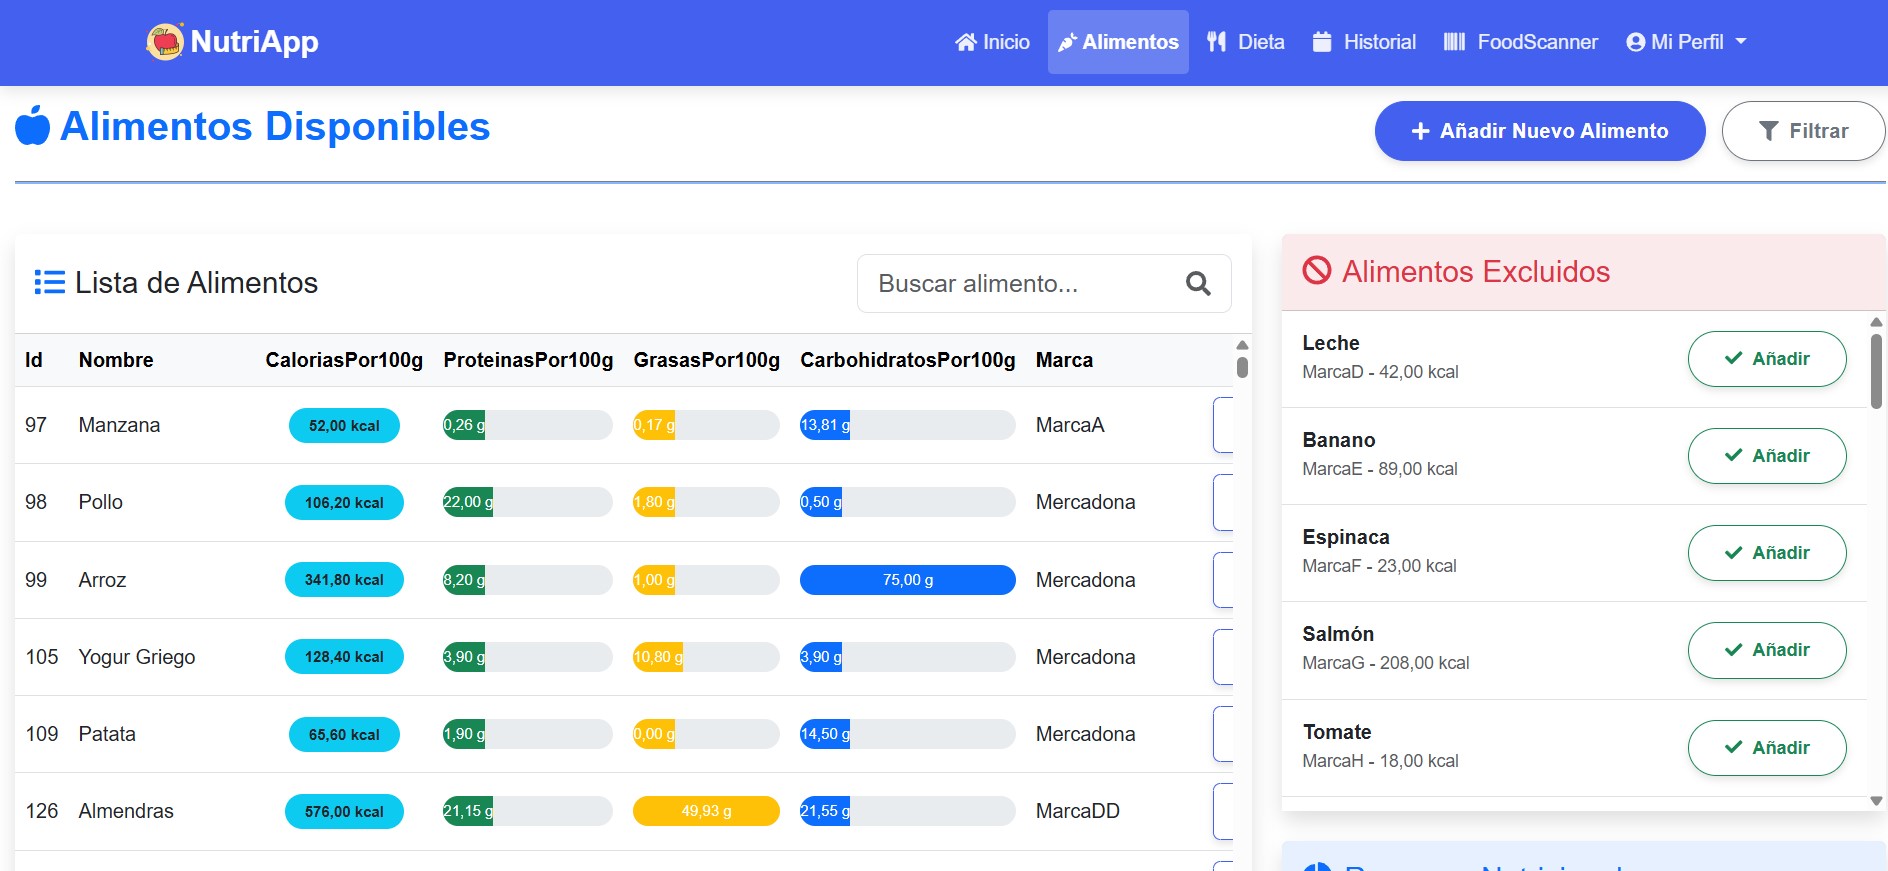 NutriApp
Inicio
Alimentos
Dieta
Historial
FoodScanner
Mi Perfil
Alimentos Disponibles
Añadir Nuevo Alimento
Filtrar
Lista de Alimentos
Buscar alimento...
Id Nombre CaloriasPor100g ProteinasPor100g GrasasPor100g CarbohidratosPor100g Marca
97 Manzana 52,00 kcal 0,26 g 0,17 g 13,81 g MarcaA
98 Pollo 106,20 kcal 22,00 g 1,80 g 0,50 g Mercadona
99 Arroz 341,80 kcal 8,20 g 1,00 g 75,00 g Mercadona
105 Yogur Griego 128,40 kcal 3,90 g 10,80 g 3,90 g Mercadona
109 Patata 65,60 kcal 1,90 g 0,00 g 14,50 g Mercadona
126 Almendras 576,00 kcal 21,15 g 49,93 g 21,55 g MarcaDD
Alimentos Excluidos
Leche
MarcaD - 42,00 kcal
Añadir
Banano
MarcaE - 89,00 kcal
Añadir
Espinaca
MarcaF - 23,00 kcal
Añadir
Salmón
MarcaG - 208,00 kcal
Añadir
Tomate
MarcaH - 18,00 kcal
Añadir